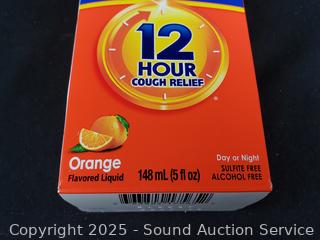 12
HOUR
COUGH RELIEF
Orange
Flavored Liquid
148 mL (5 fl oz)
Day or Night
SULFITE FREE
ALCOHOL FREE
Copyright © 2025 - Sound Auction Service